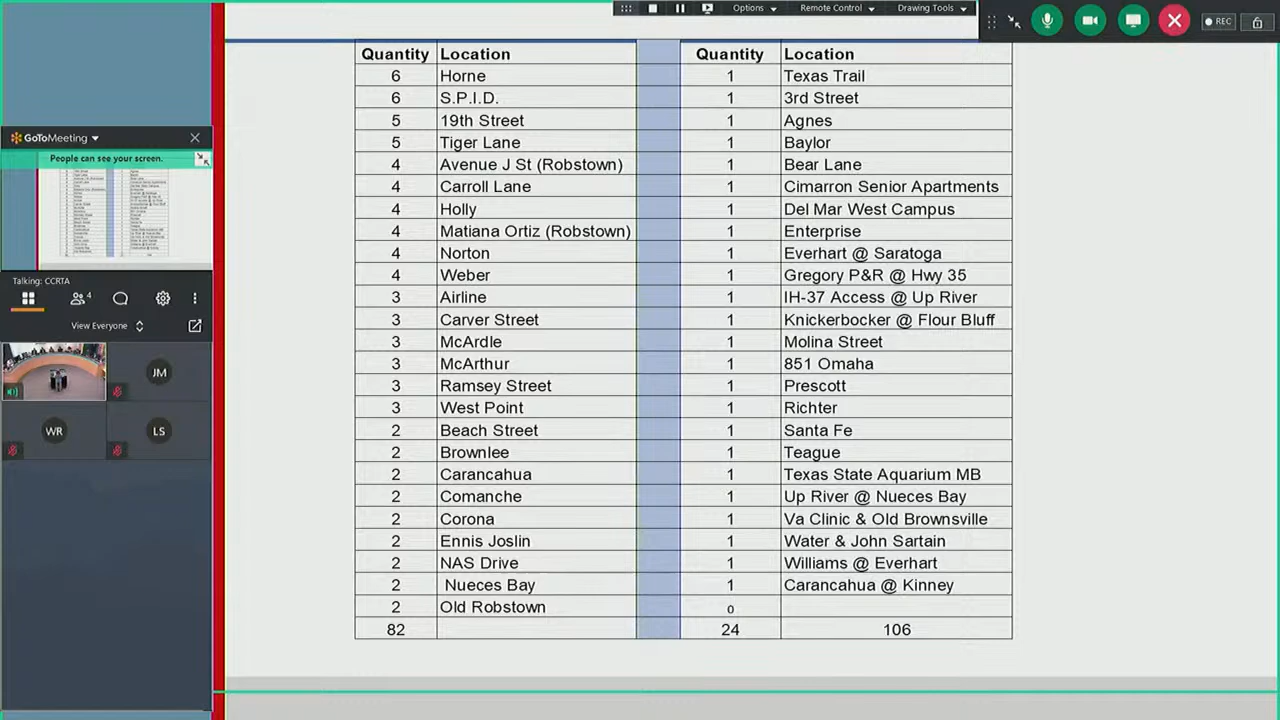 Options
Remote Control
Drawing Tools
REC
GoToMeeting
People can see your screen.
Talking: CCRTA
4
View Everyone
JM
WR
LS
Quantity Location Quantity Location
6 Horne 1 Texas Trail
6 S.P.I.D. 1 3rd Street
5 19th Street 1 Agnes
5 Tiger Lane 1 Baylor
4 Avenue J St (Robstown) 1 Bear Lane
4 Carroll Lane 1 Cimarron Senior Apartments
4 Holly 1 Del Mar West Campus
4 Matiana Ortiz (Robstown) 1 Enterprise
4 Norton 1 Everhart @ Saratoga
4 Weber 1 Gregory P&R @ Hwy 35
3 Airline 1 IH-37 Access @ Up River
3 Carver Street 1 Knickerbocker @ Flour Bluff
3 McArdle 1 Molina Street
3 McArthur 1 851 Omaha
3 Ramsey Street 1 Prescott
3 West Point 1 Richter
2 Beach Street 1 Santa Fe
2 Brownlee 1 Teague
2 Carancahua 1 Texas State Aquarium MB
2 Comanche 1 Up River @ Nueces Bay
2 Corona 1 Va Clinic & Old Brownsville
2 Ennis Joslin 1 Water & John Sartain
2 NAS Drive 1 Williams @ Everhart
2 Nueces Bay 1 Carancahua @ Kinney
2 Old Robstown 0
82 24 106